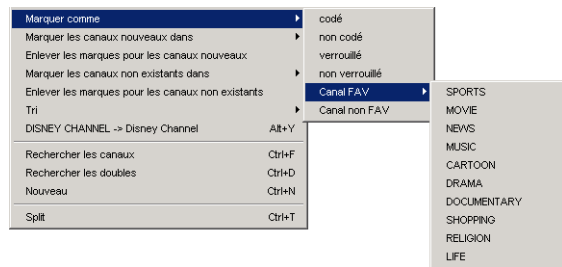 Marquer comme
Marquer les canaux nouveaux dans
Enlever les marques pour les canaux nouveaux
Marquer les canaux non existants dans
Enlever les marques pour les canaux non existants
Tri
DISNEY CHANNEL -> Disney Channel Alt+Y
Rechercher les canaux Ctrl+F
Rechercher les doubles Ctrl+D
Nouveau Ctrl+N
Split Ctrl+T
codé
non codé
verrouillé
non verrouillé
Canal FAV
Canal non FAV
SPORTS
MOVIE
NEWS
MUSIC
CARTOON
DRAMA
DOCUMENTARY
SHOPPING
RELIGION
LIFE